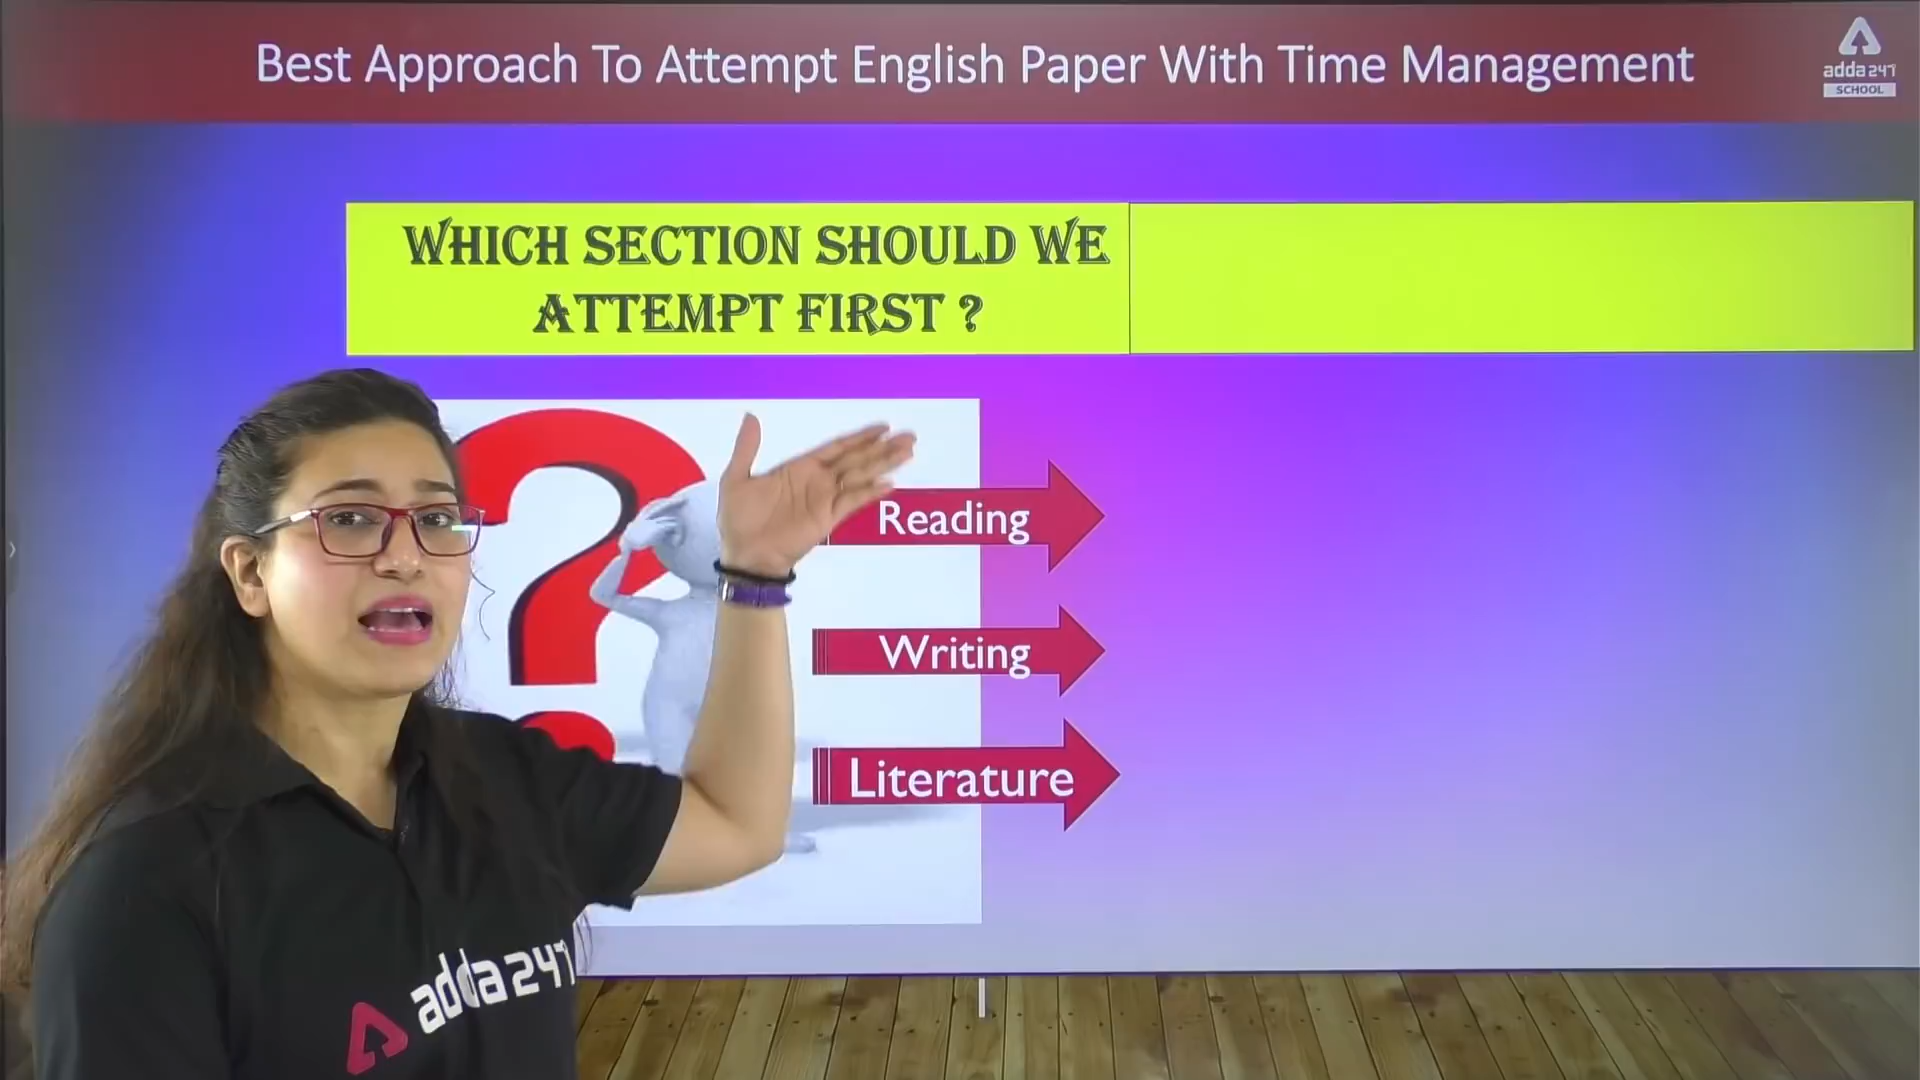 Best Approach To Attempt English Paper With Time Management
adda247
SCHOOL
WHICH SECTION SHOULD WE
ATTEMPT FIRST ?
Reading
Writing
Literature
adda247